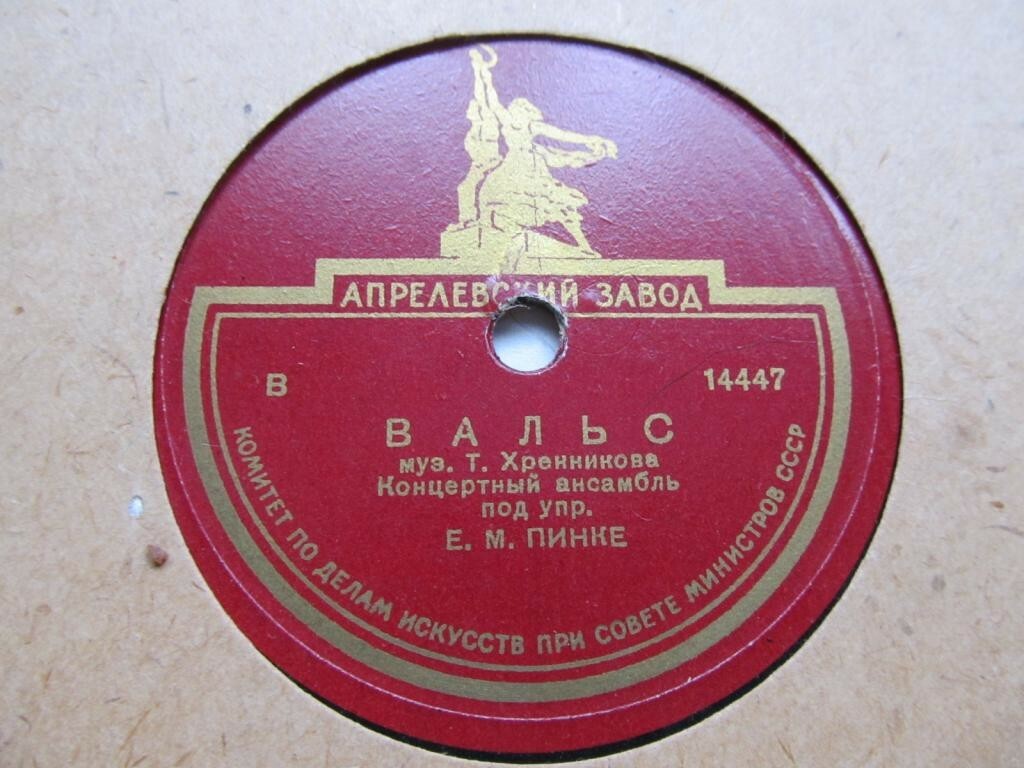 АПРЕЛЕВСКИЙ ЗАВОД
В 14447
ВАЛЬС
муз. Т. Хренникова
Концертный ансамбль
под упр.
Е. М. ПИНКЕ
КОМИТЕТ ПО ДЕЛАМ ИСКУССТВ ПРИ СОВЕТЕ МИНИСТРОВ СССР